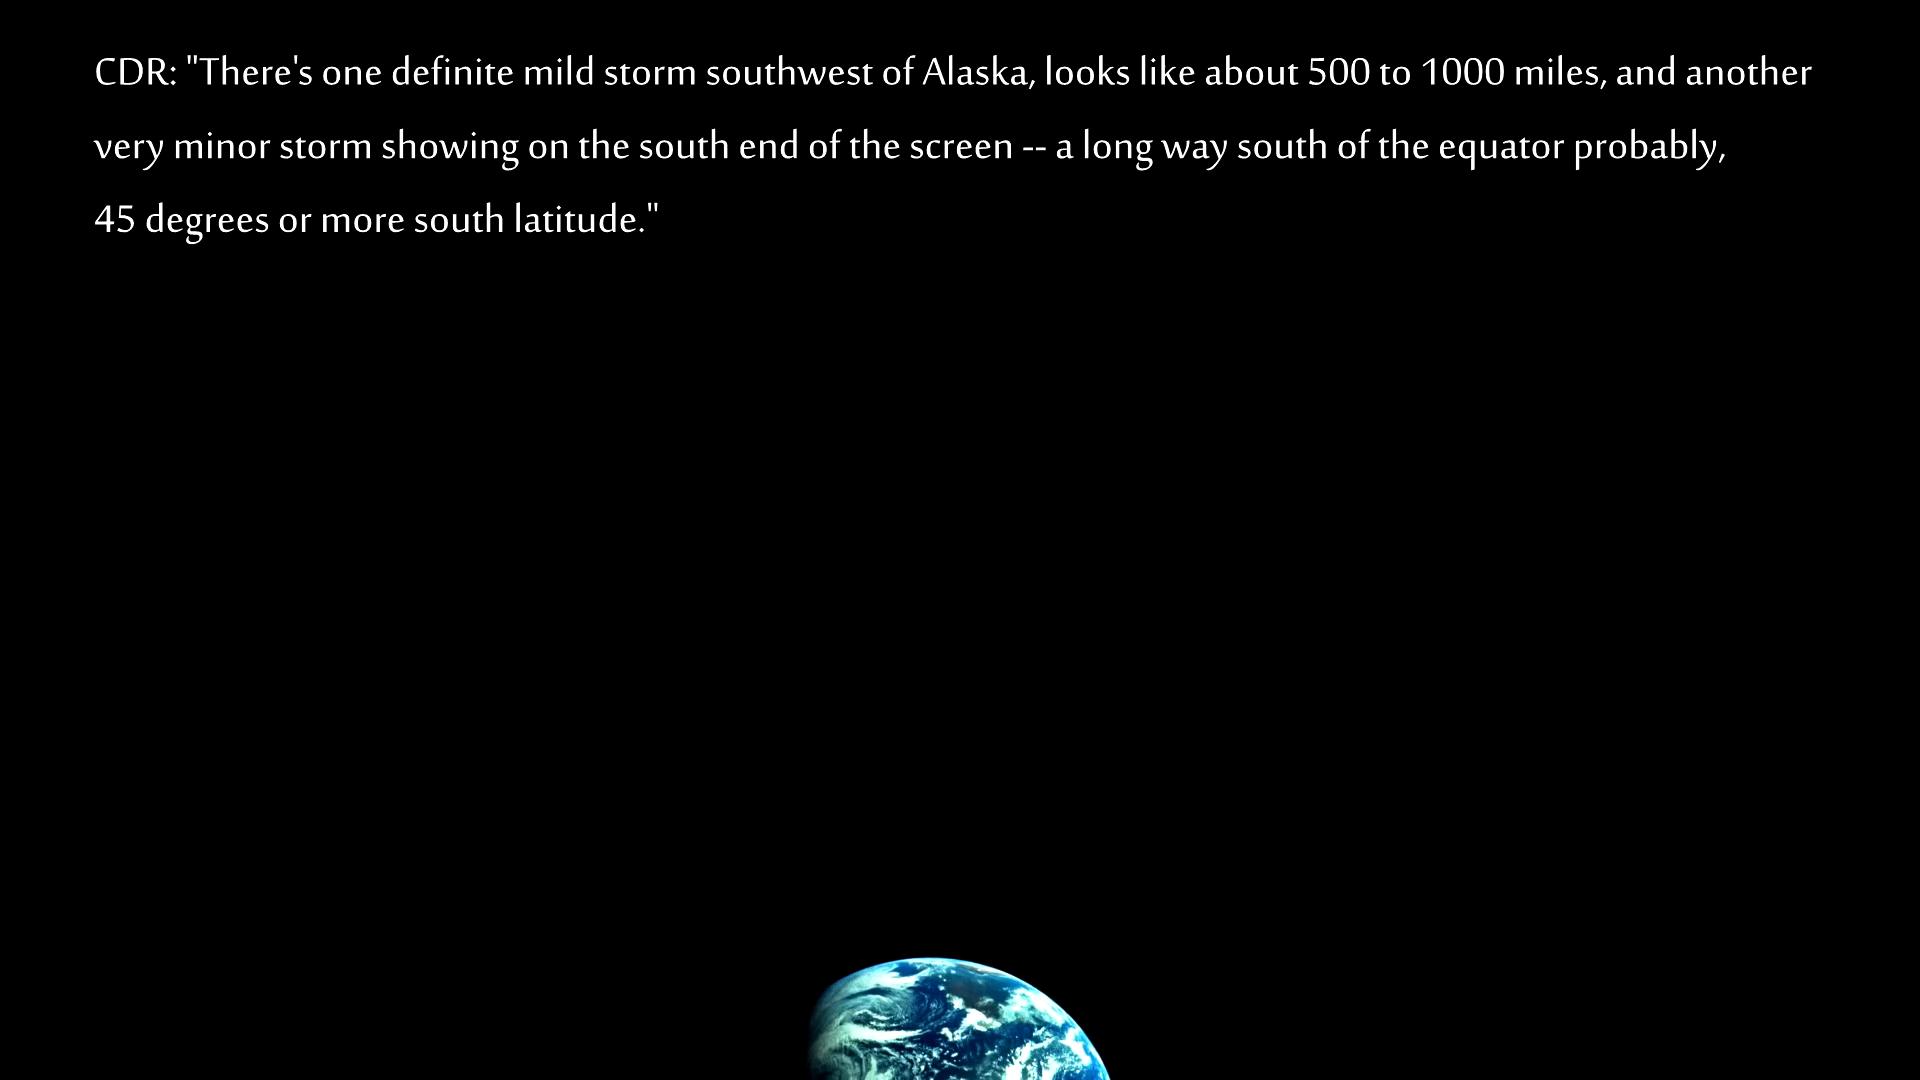 CDR: "There's one definite mild storm southwest of Alaska, looks like about 500 to 1000 miles, and another
very minor storm showing on the south end of the screen -- a long way south of the equator probably,
45 degrees or more south latitude."